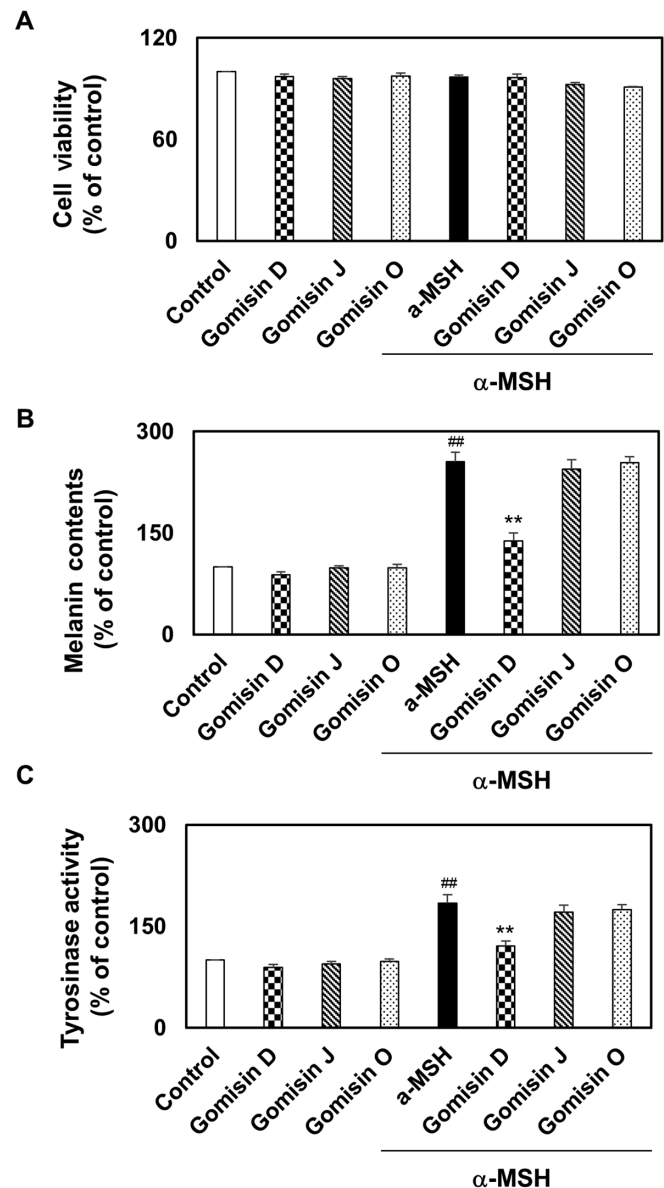 A
Cell viability
(% of control)
120
60
0
Control
Gomisin D
Gomisin J
Gomisin O
a-MSH
Gomisin D
Gomisin J
Gomisin O
α-MSH
B
Melanin contents
(% of control)
300
150
0
##
**
Control
Gomisin D
Gomisin J
Gomisin O
a-MSH
Gomisin D
Gomisin J
Gomisin O
α-MSH
C
Tyrosinase activity
(% of control)
300
150
0
##
**
Control
Gomisin D
Gomisin J
Gomisin O
a-MSH
Gomisin D
Gomisin J
Gomisin O
α-MSH